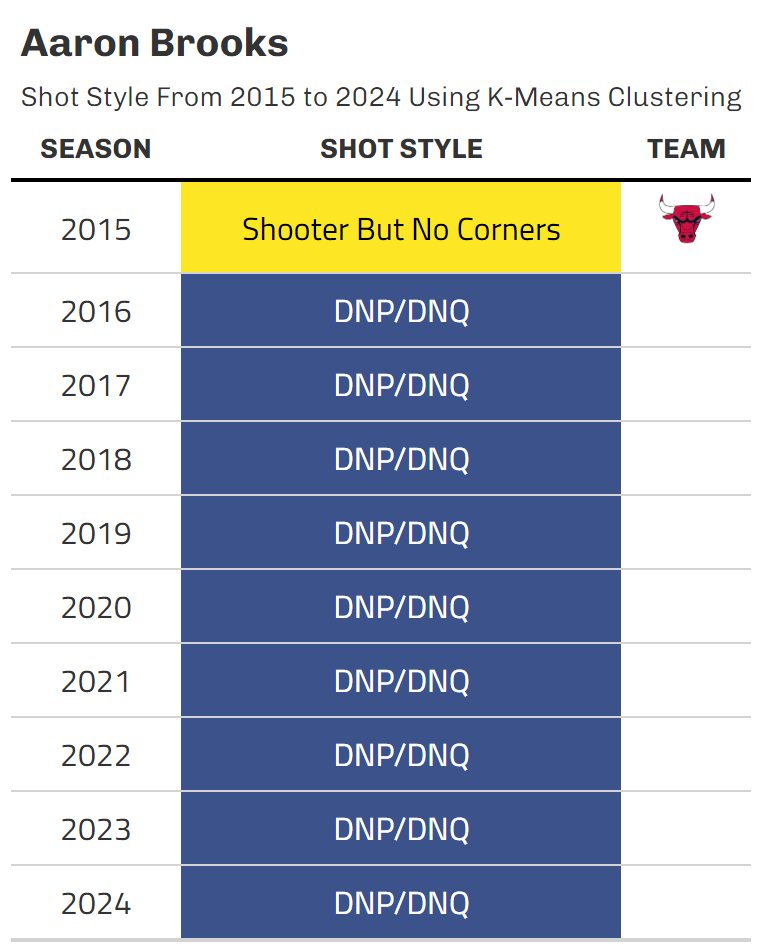 Aaron Brooks
Shot Style From 2015 to 2024 Using K-Means Clustering
SEASON SHOT STYLE TEAM
2015 Shooter But No Corners
2016 DNP/DNQ
2017 DNP/DNQ
2018 DNP/DNQ
2019 DNP/DNQ
2020 DNP/DNQ
2021 DNP/DNQ
2022 DNP/DNQ
2023 DNP/DNQ
2024 DNP/DNQ